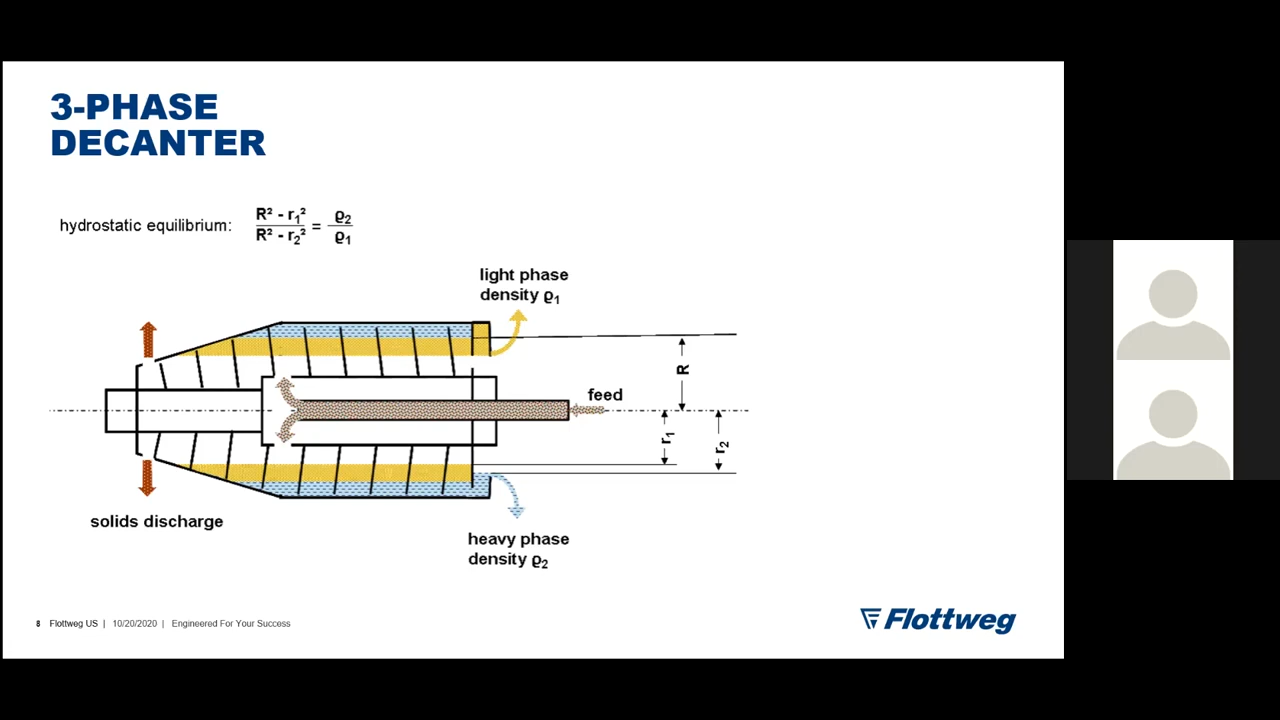 3-PHASE
DECANTER
hydrostatic equilibrium: R² - r₁² / R² - r₂² = ϱ₂ / ϱ₁
light phase
density ϱ₁
R
feed
r₁
r₂
solids discharge
heavy phase
density ϱ₂
8 Flottweg US | 10/20/2020 | Engineered For Your Success
Flottweg